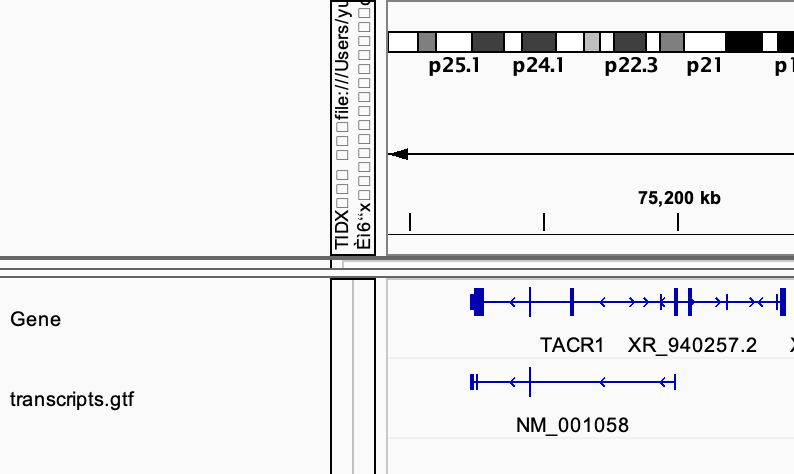 TIDX□□□ □□□file:///Users/yu
Èì6“x□□□□□□□□□□□□□□
p25.1 p24.1 p22.3 p21 p1
75,200 kb
Gene
TACR1 XR_940257.2
transcripts.gtf
NM_001058